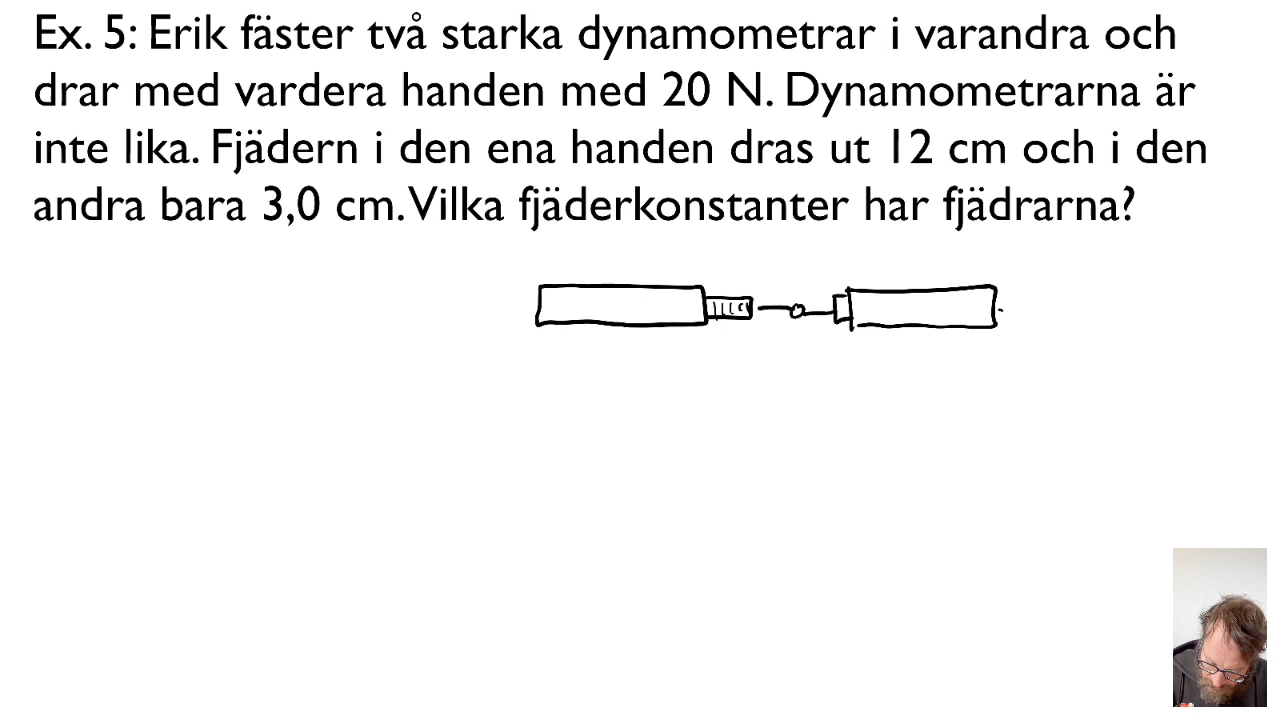 Ex. 5: Erik fäster två starka dynamometrar i varandra och
drar med vardera handen med 20 N. Dynamometrarna är
inte lika. Fjädern i den ena handen dras ut 12 cm och i den
andra bara 3,0 cm. Vilka fjäderkonstanter har fjädrarna?